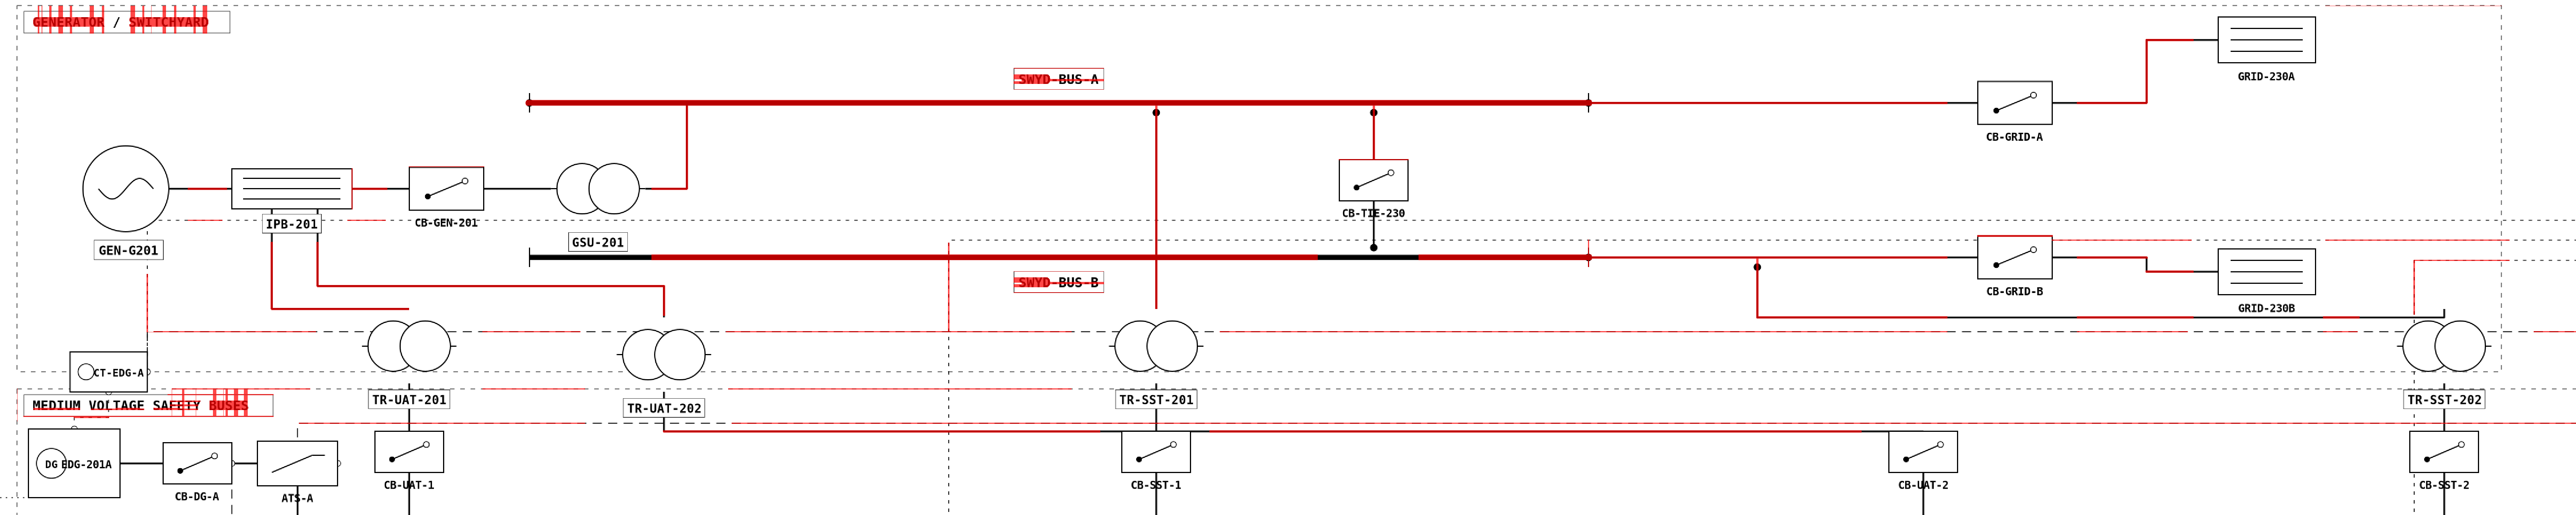 GENERATOR / SWITCHYARD
GRID-230A
SWYD-BUS-A
CB-GRID-A
CB-TIE-230
IPB-201
CB-GEN-201
GEN-G201
GSU-201
SWYD-BUS-B
CB-GRID-B
GRID-230B
CT-EDG-A
TR-UAT-201
TR-UAT-202
TR-SST-201
TR-SST-202
MEDIUM VOLTAGE SAFETY BUSES
DG EDG-201A
CB-DG-A
ATS-A
CB-UAT-1
CB-SST-1
CB-UAT-2
CB-SST-2